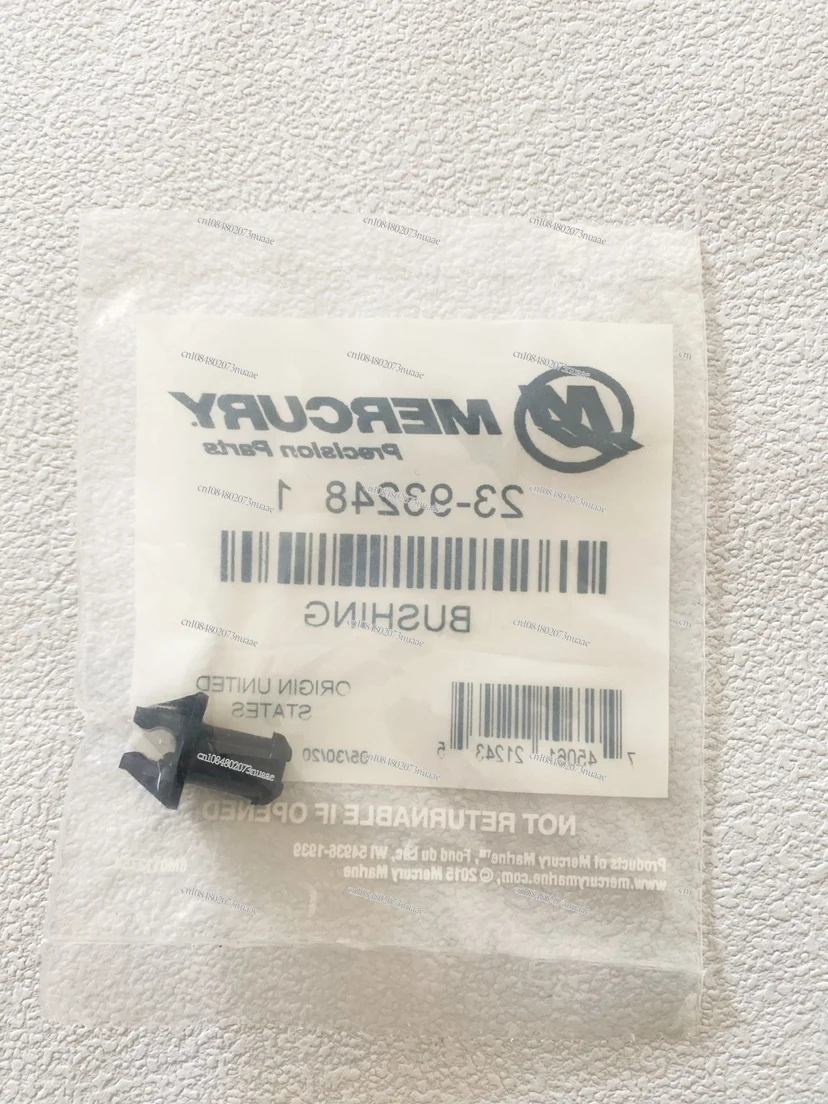 MERCURY
Precision Parts
23-93248 1
BUSHING
ORIGIN UNITED
STATES
05/30/20
7 45061 21243 5
NOT RETURNABLE IF OPENED
Products of Mercury Marine™, Fond du Lac, WI 54936-1939
www.mercurymarine.com, © 2015 Mercury Marine
cn1084802073nuaae